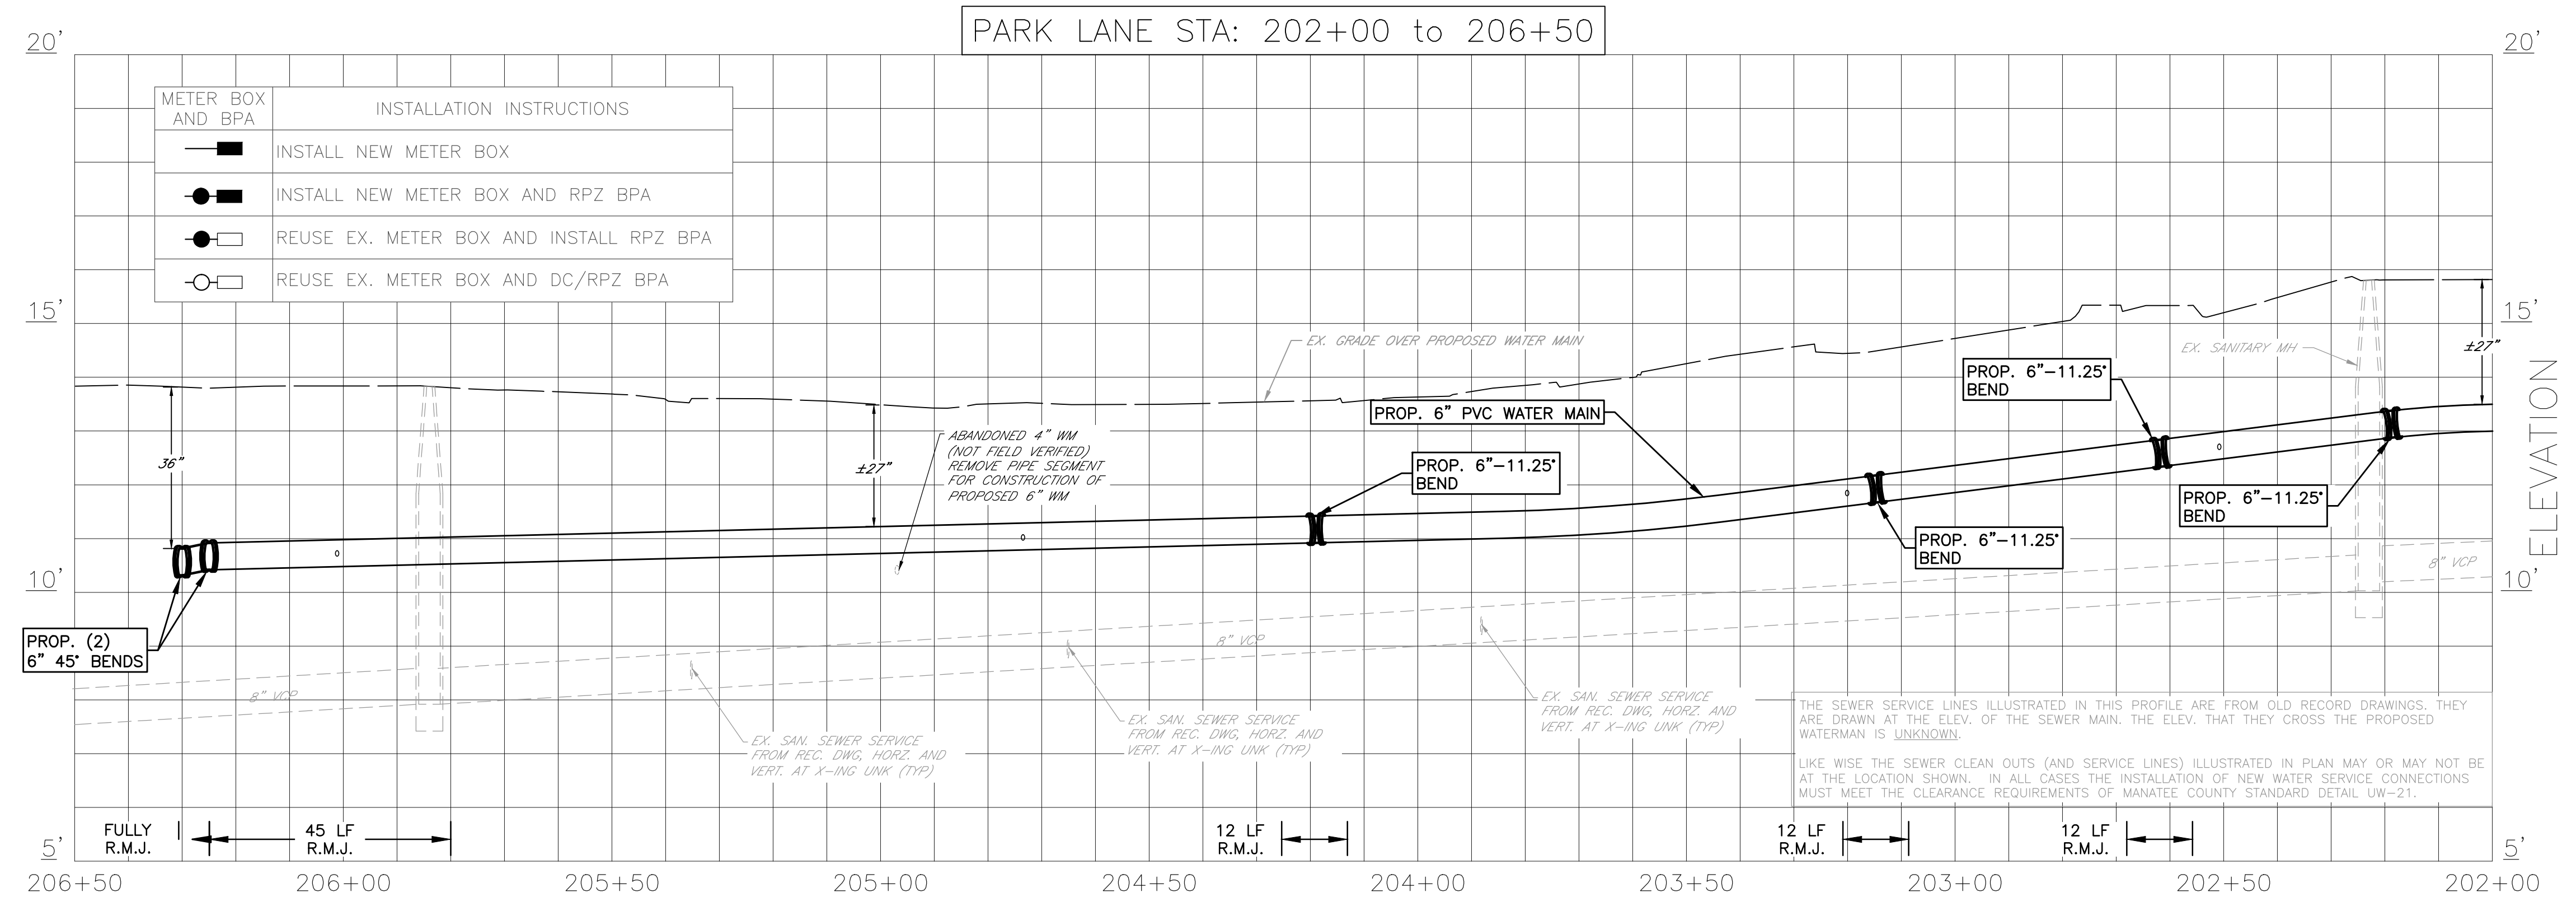 PARK LANE STA: 202+00 to 206+50
20'
20'
METER BOX
AND BPA
INSTALLATION INSTRUCTIONS
INSTALL NEW METER BOX
INSTALL NEW METER BOX AND RPZ BPA
REUSE EX. METER BOX AND INSTALL RPZ BPA
REUSE EX. METER BOX AND DC/RPZ BPA
15'
15'
EX. GRADE OVER PROPOSED WATER MAIN
EX. SANITARY MH
±27"
PROP. 6"-11.25°
BEND
PROP. 6" PVC WATER MAIN
36"
±27"
ABANDONED 4" WM
(NOT FIELD VERIFIED)
REMOVE PIPE SEGMENT
FOR CONSTRUCTION OF
PROPOSED 6" WM
PROP. 6"-11.25°
BEND
PROP. 6"-11.25°
BEND
PROP. 6"-11.25°
BEND
ELEVATION
10'
10'
8" VCP
PROP. (2)
6" 45° BENDS
8" VCP
8" VCP
EX. SAN. SEWER SERVICE
FROM REC. DWG, HORZ. AND
VERT. AT X-ING UNK (TYP)
EX. SAN. SEWER SERVICE
FROM REC. DWG, HORZ. AND
VERT. AT X-ING UNK (TYP)
EX. SAN. SEWER SERVICE
FROM REC. DWG, HORZ. AND
VERT. AT X-ING UNK (TYP)
THE SEWER SERVICE LINES ILLUSTRATED IN THIS PROFILE ARE FROM OLD RECORD DRAWINGS. THEY
ARE DRAWN AT THE ELEV. OF THE SEWER MAIN. THE ELEV. THAT THEY CROSS THE PROPOSED
WATERMAN IS UNKNOWN.
LIKE WISE THE SEWER CLEAN OUTS (AND SERVICE LINES) ILLUSTRATED IN PLAN MAY OR MAY NOT BE
AT THE LOCATION SHOWN. IN ALL CASES THE INSTALLATION OF NEW WATER SERVICE CONNECTIONS
MUST MEET THE CLEARANCE REQUIREMENTS OF MANATEE COUNTY STANDARD DETAIL UW-21.
FULLY
R.M.J.
45 LF
R.M.J.
12 LF
R.M.J.
12 LF
R.M.J.
12 LF
R.M.J.
5'
5'
206+50
206+00
205+50
205+00
204+50
204+00
203+50
203+00
202+50
202+00